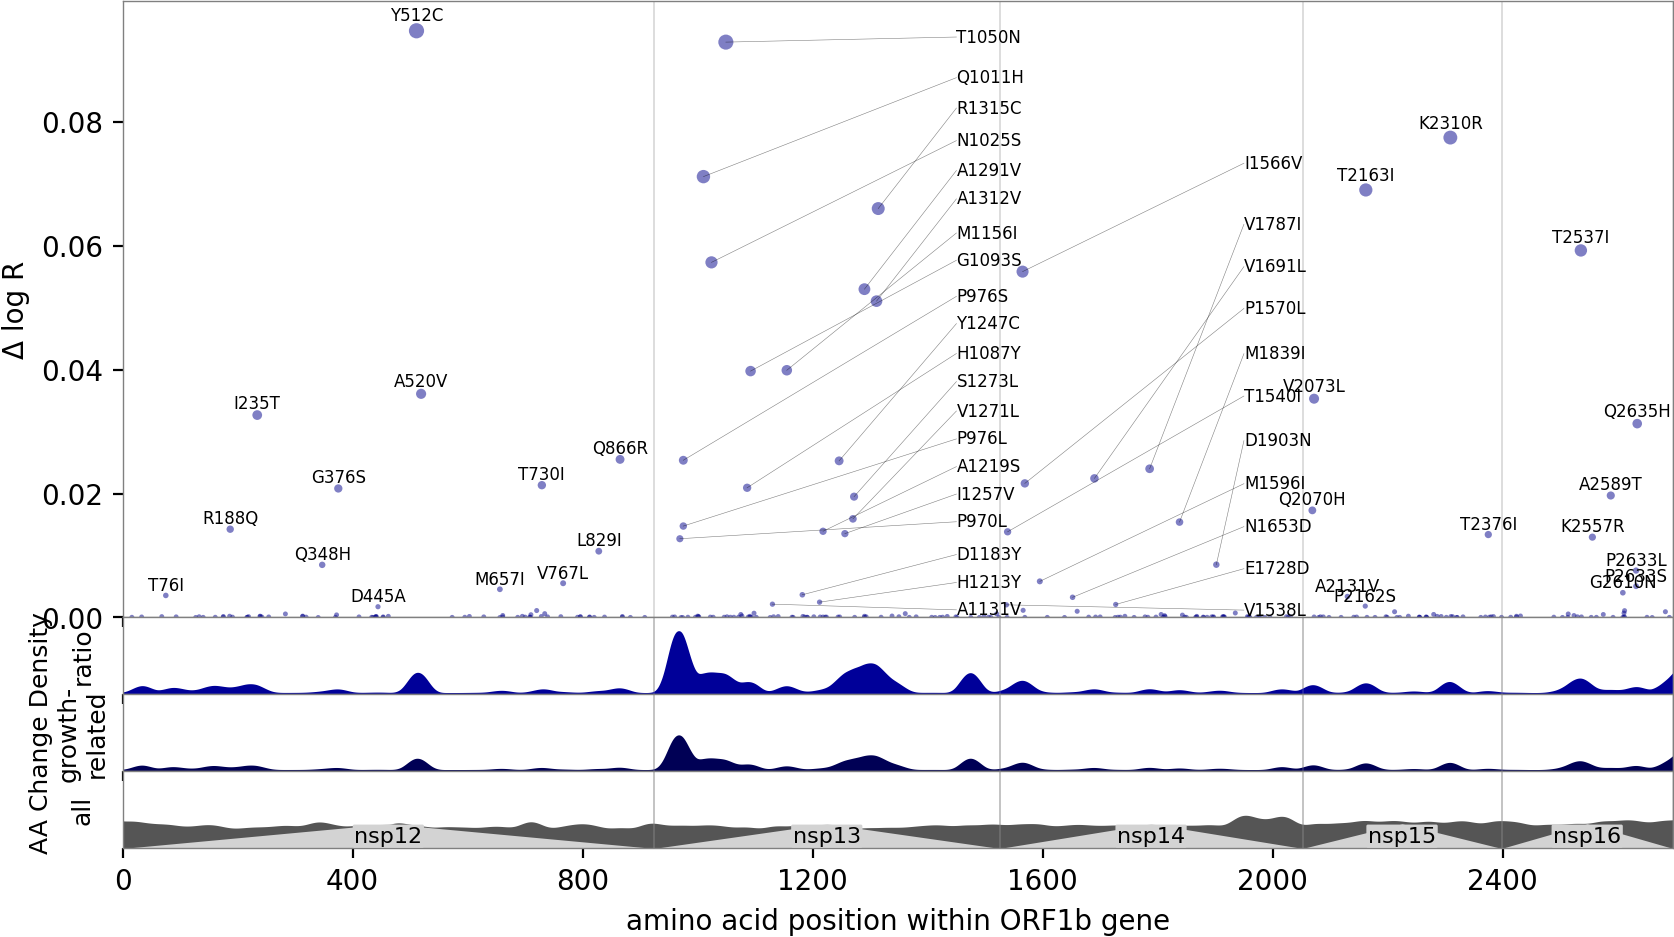 Y512C
T1050N
Q1011H
R1315C
N1025S
A1291V
A1312V
M1156I
G1093S
P976S
Y1247C
H1087Y
S1273L
V1271L
P976L
A1219S
I1257V
P970L
D1183Y
H1213Y
A1131V
I1566V
V1787I
V1691L
P1570L
M1839I
T1540I
D1903N
M1596I
N1653D
E1728D
V1538L
K2310R
T2163I
T2537I
V2073L
Q2635H
A2589T
Q2070H
T2376I
K2557R
P2633L
P2633S
G2610N
A2131V
P2162S
I235T
A520V
G376S
R188Q
Q348H
T76I
D445A
Q866R
T730I
L829I
V767L
M657I
0.08
0.06
0.04
0.02
0.00
Δ log R
AA Change Density
ratio
growth-
related
all
nsp12
nsp13
nsp14
nsp15
nsp16
0
400
800
1200
1600
2000
2400
amino acid position within ORF1b gene